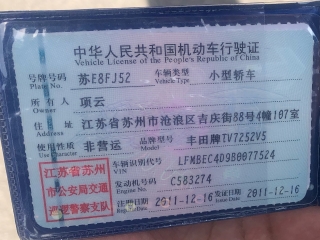 中华人民共和国机动车行驶证
Vehicle License of the People's Republic of China
号牌号码 苏E8FJ52 车辆类型 小型轿车
Plate No. Vehicle Type
所有人 项云
Owner
住址 江苏省苏州市沧浪区吉庆街88号4幢107室
Address
使用性质 非营运 品牌型号 丰田牌TV7252V5
Use Character Model
江苏省苏州市公安局交通巡逻警察支队
车辆识别代号 LFMBEC4D980077524
VIN
发动机号码 C583274
Engine No.
注册日期 2011-12-16 发证日期 2011-12-16
Register Date Issue Date